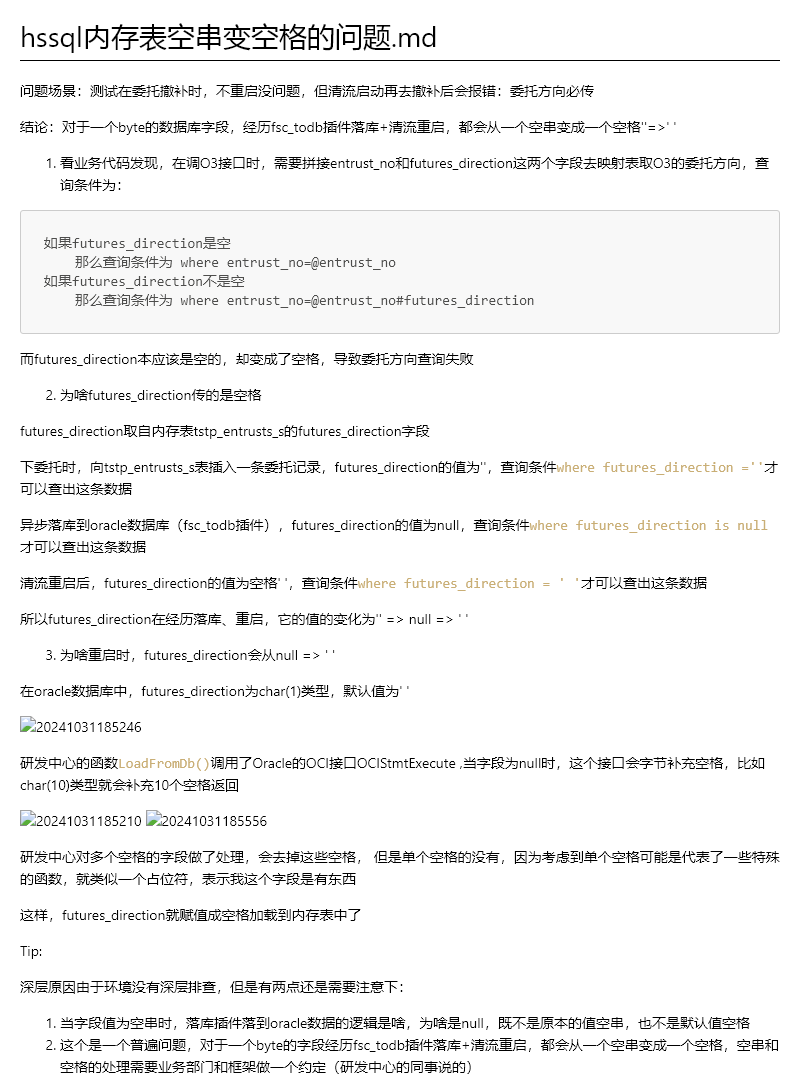 hssql内存表空串变空格的问题.md
问题场景：测试在委托撤补时，不重启没问题，但清流启动再去撤补后会报错：委托方向必传
结论：对于一个byte的数据库字段，经历fsc_todb插件落库+清流重启，都会从一个空串变成一个空格''=>' '
1. 看业务代码发现，在调O3接口时，需要拼接entrust_no和futures_direction这两个字段去映射表取O3的委托方向，查
询条件为：
如果futures_direction是空
那么查询条件为 where entrust_no=@entrust_no
如果futures_direction不是空
那么查询条件为 where entrust_no=@entrust_no#futures_direction
而futures_direction本应该是空的，却变成了空格，导致委托方向查询失败
2. 为啥futures_direction传的是空格
futures_direction取自内存表tstp_entrusts_s的futures_direction字段
下委托时，向tstp_entrusts_s表插入一条委托记录，futures_direction的值为''，查询条件where futures_direction =''才
可以查出这条数据
异步落库到oracle数据库（fsc_todb插件），futures_direction的值为null，查询条件where futures_direction is null
才可以查出这条数据
清流重启后，futures_direction的值为空格' '，查询条件where futures_direction = ' '才可以查出这条数据
所以futures_direction在经历落库、重启，它的值的变化为'' => null => ' '
3. 为啥重启时，futures_direction会从null => ' '
在oracle数据库中，futures_direction为char(1)类型，默认值为' '
20241031185246
研发中心的函数LoadFromDb()调用了Oracle的OCI接口OCIStmtExecute ,当字段为null时，这个接口会字节补充空格，比如
char(10)类型就会补充10个空格返回
20241031185210 20241031185556
研发中心对多个空格的字段做了处理，会去掉这些空格， 但是单个空格的没有，因为考虑到单个空格可能是代表了一些特殊
的函数，就类似一个占位符，表示我这个字段是有东西
这样，futures_direction就赋值成空格加载到内存表中了
Tip:
深层原因由于环境没有深层排查，但是有两点还是需要注意下：
1. 当字段值为空串时，落库插件落到oracle数据的逻辑是啥，为啥是null，既不是原本的值空串，也不是默认值空格
2. 这个是一个普遍问题，对于一个byte的字段经历fsc_todb插件落库+清流重启，都会从一个空串变成一个空格，空串和
空格的处理需要业务部门和框架做一个约定（研发中心的同事说的）